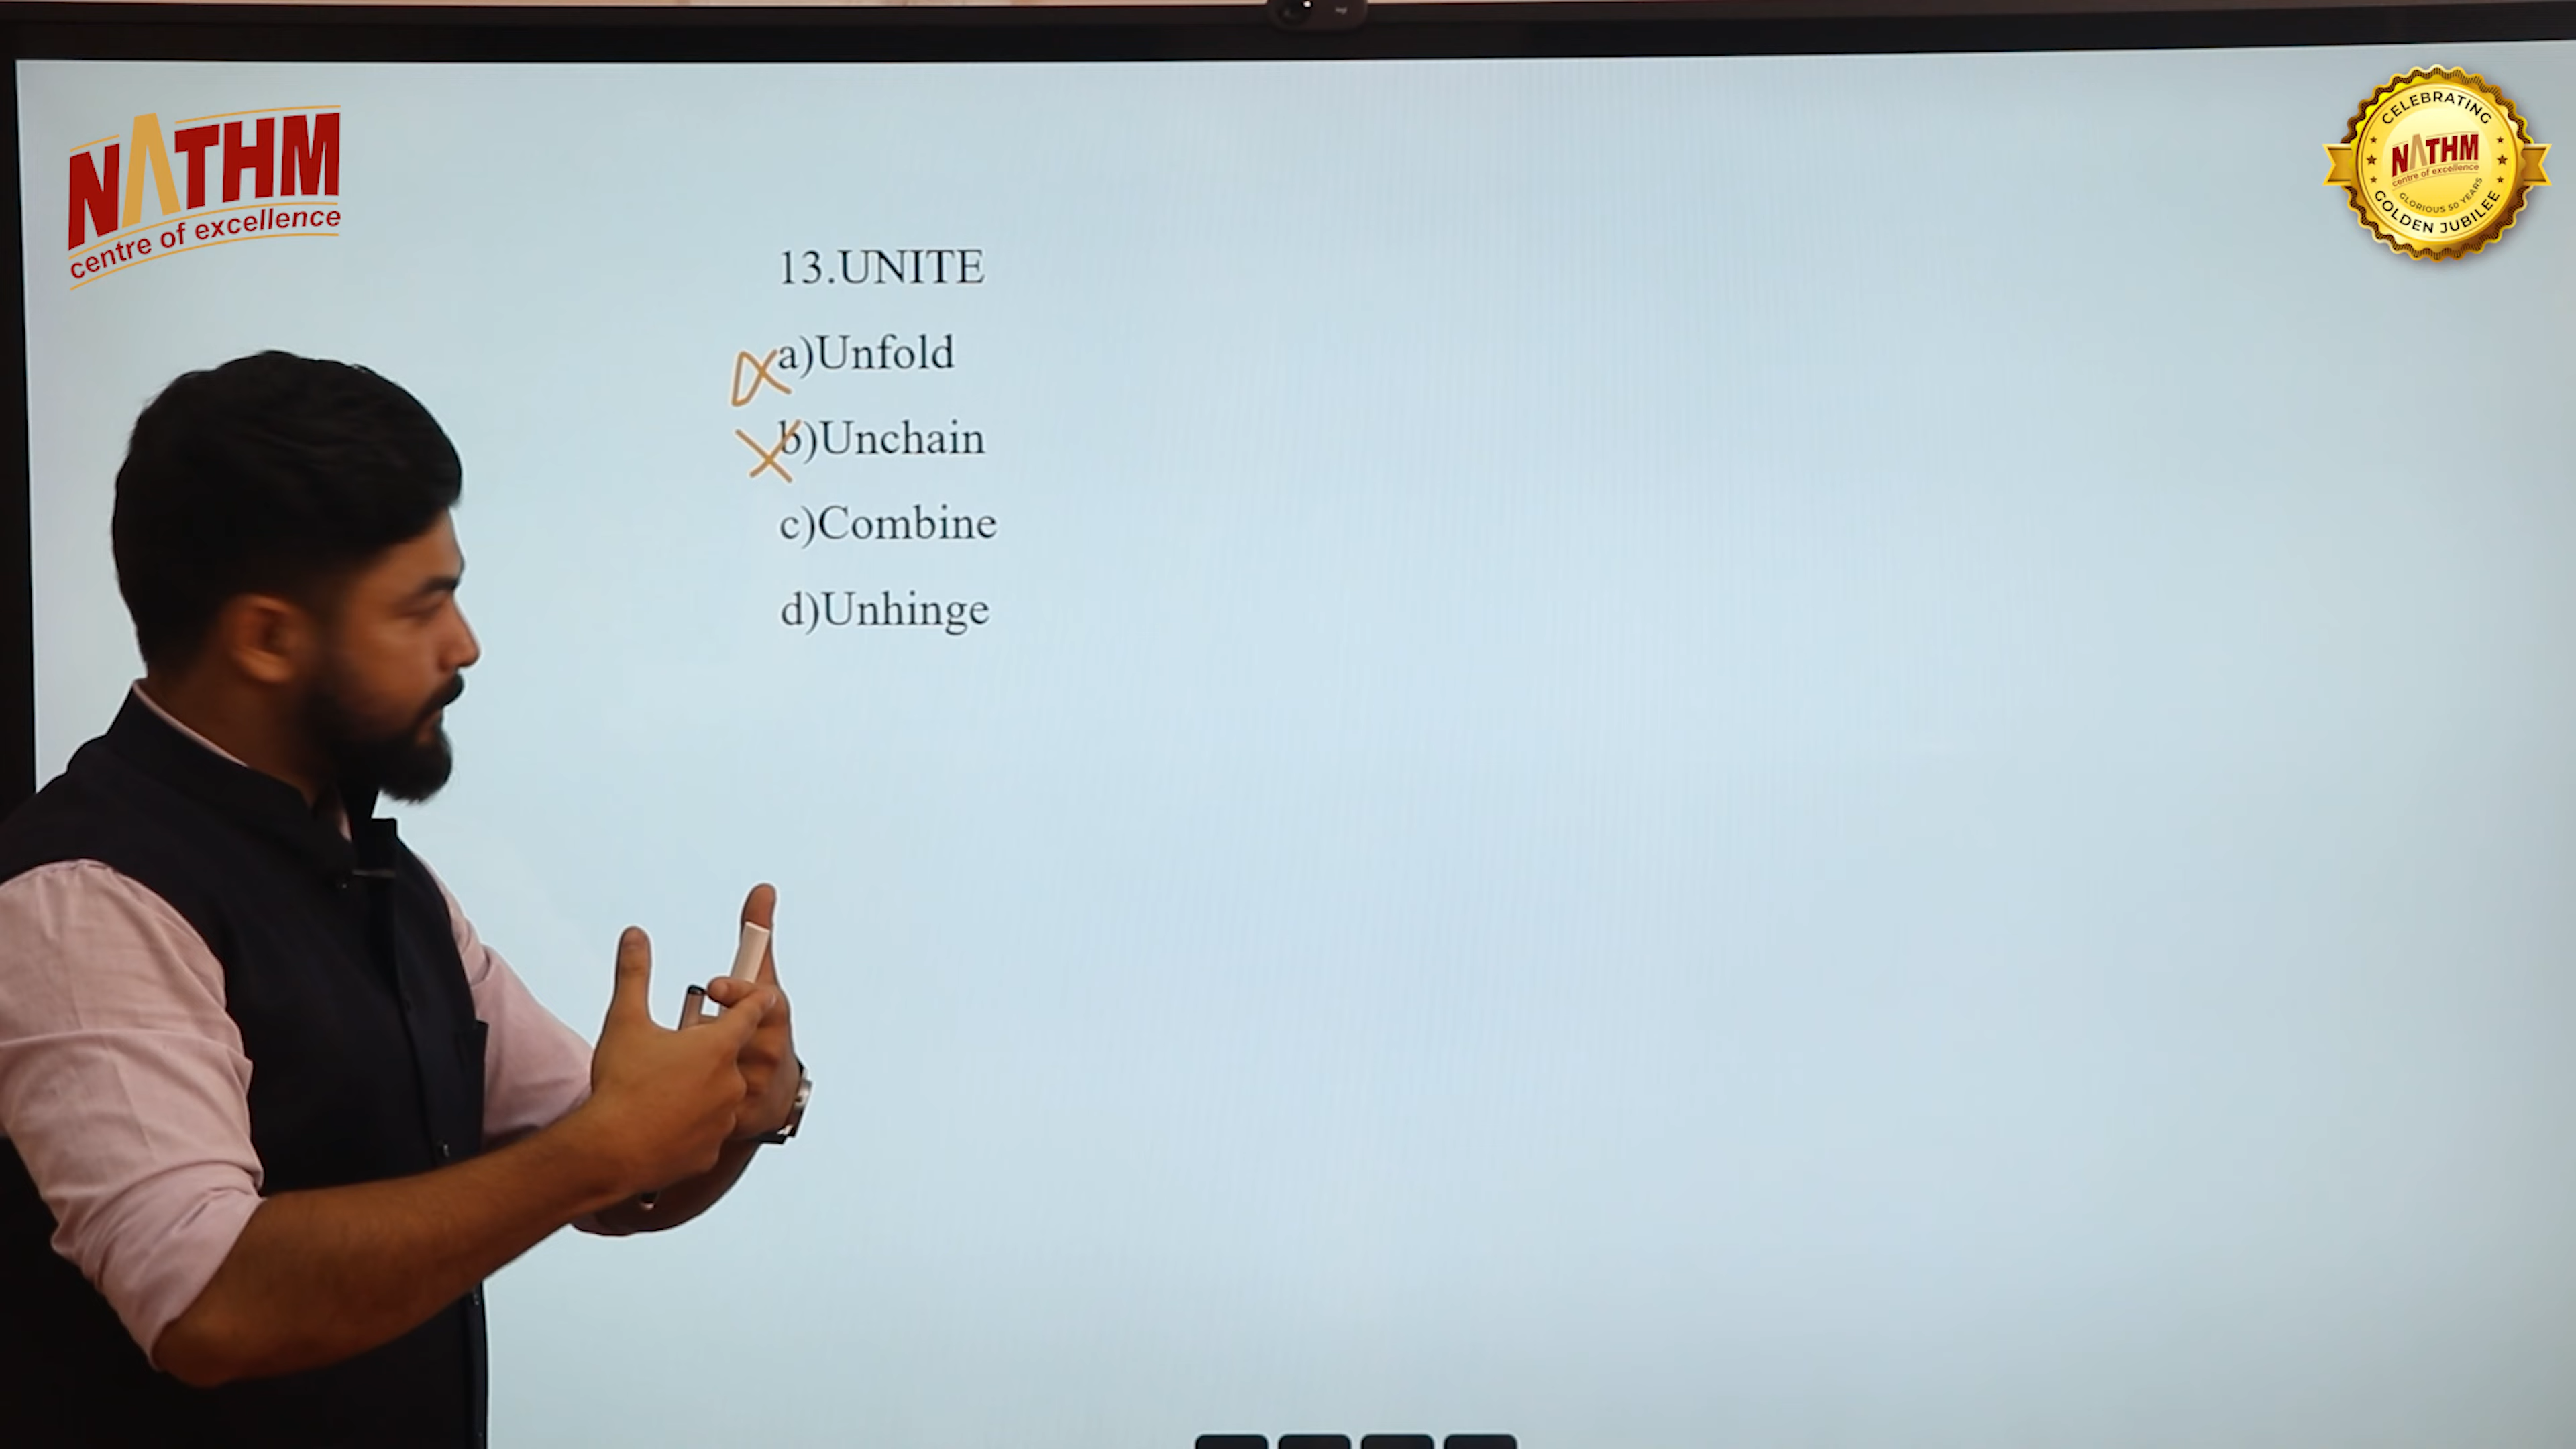 NATHM
centre of excellence
CELEBRATING
NATHM
centre of excellence
GLORIOUS 50 YEARS
GOLDEN JUBILEE
13.UNITE
a)Unfold
b)Unchain
c)Combine
d)Unhinge